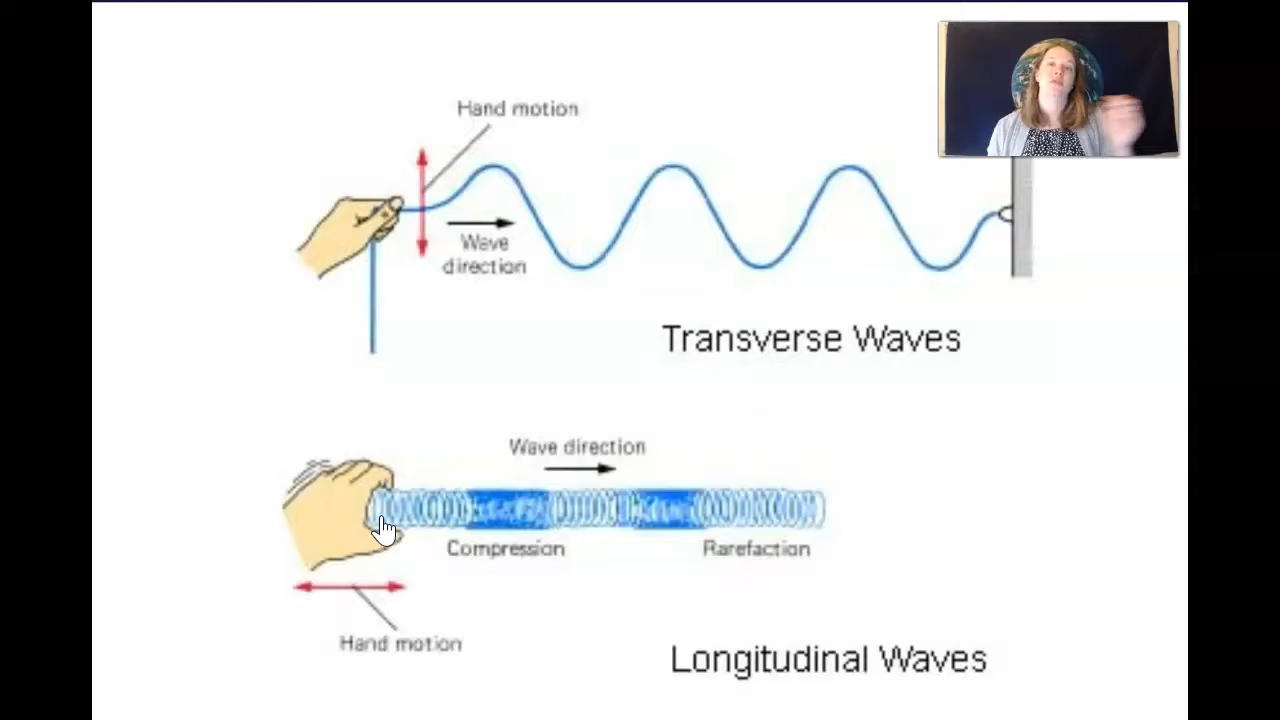 Hand motion
Wave
direction
Transverse Waves
Wave direction
Compression
Rarefaction
Hand motion
Longitudinal Waves